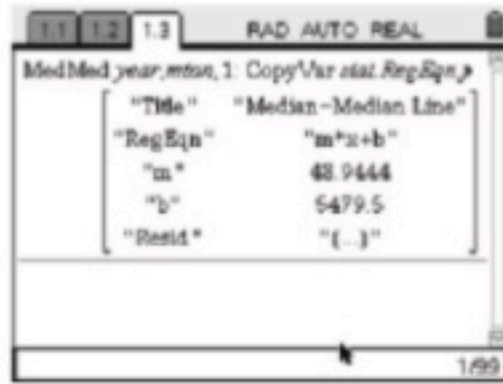 1.1 1.2 1.3 RAD AUTO REAL
MedMed year,mton,1: CopyVar stat.RegEqn,
"Title" "Median-Median Line"
"RegEqn" "m*x+b"
"m" 48.9444
"b" 5479.5
"Resid" "{...}"
1/99